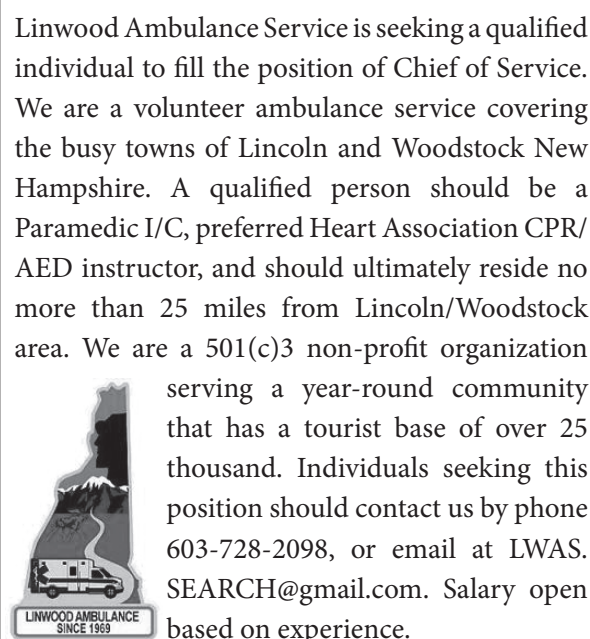 Linwood Ambulance Service is seeking a qualified
individual to fill the position of Chief of Service.
We are a volunteer ambulance service covering
the busy towns of Lincoln and Woodstock New
Hampshire. A qualified person should be a
Paramedic I/C, preferred Heart Association CPR/
AED instructor, and should ultimately reside no
more than 25 miles from Lincoln/Woodstock
area. We are a 501(c)3 non-profit organization
serving a year-round community
that has a tourist base of over 25
thousand. Individuals seeking this
position should contact us by phone
603-728-2098, or email at LWAS.
SEARCH@gmail.com. Salary open
based on experience.
LINWOOD AMBULANCE
SINCE 1969